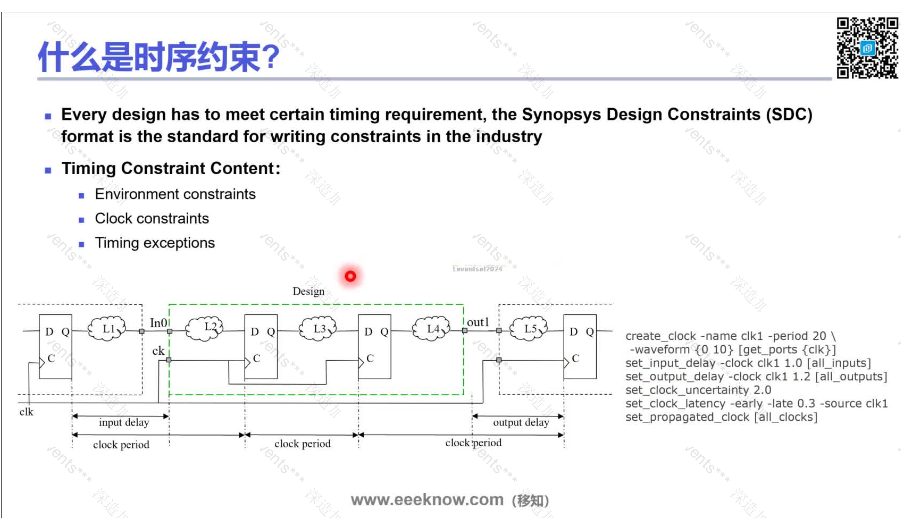 什么是时序约束?
Every design has to meet certain timing requirement, the Synopsys Design Constraints (SDC)
format is the standard for writing constraints in the industry
Timing Constraint Content:
Environment constraints
Clock constraints
Timing exceptions
Design
D Q L1 In0 L2 D Q L3 D Q L4 out1 L5 D Q
ck
C C C C
clk
input delay output delay
clock period clock period clock period
create_clock -name clk1 -period 20 \
-waveform {0 10} [get_ports {clk}]
set_input_delay -clock clk1 1.0 [all_inputs]
set_output_delay -clock clk1 1.2 [all_outputs]
set_clock_uncertainty 2.0
set_clock_latency -early -late 0.3 -source clk1
set_propagated_clock [all_clocks]
www.eeeknow.com（移知）